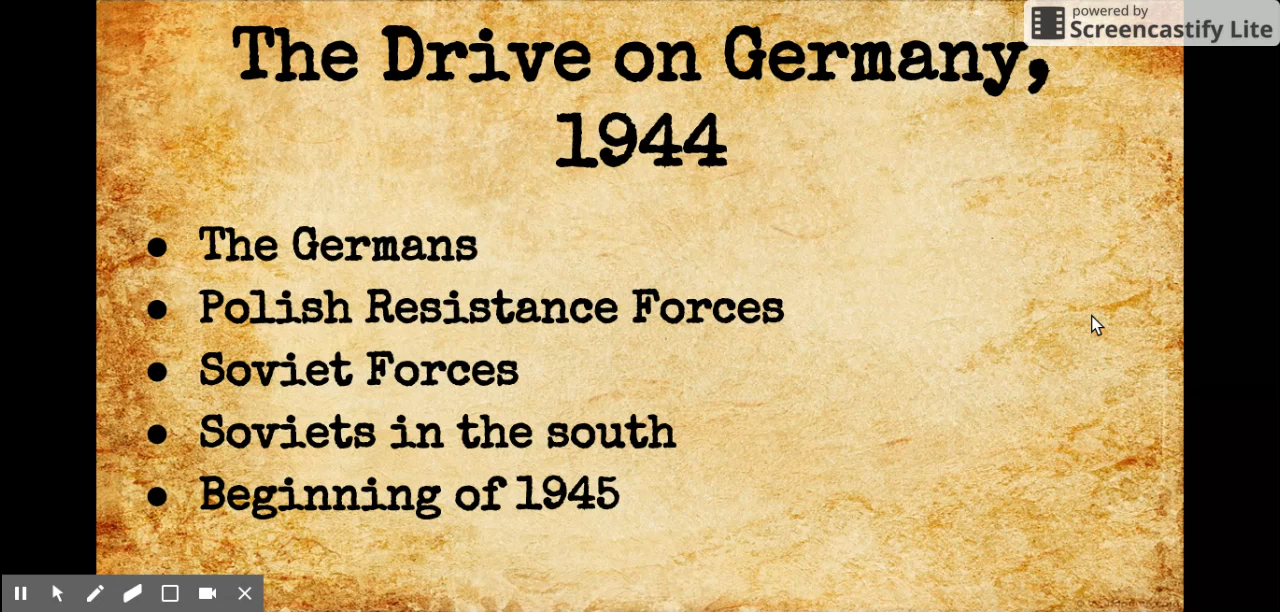 powered by
Screencastify Lite
The Drive on Germany,
1944
● The Germans
● Polish Resistance Forces
● Soviet Forces
● Soviets in the south
● Beginning of 1945